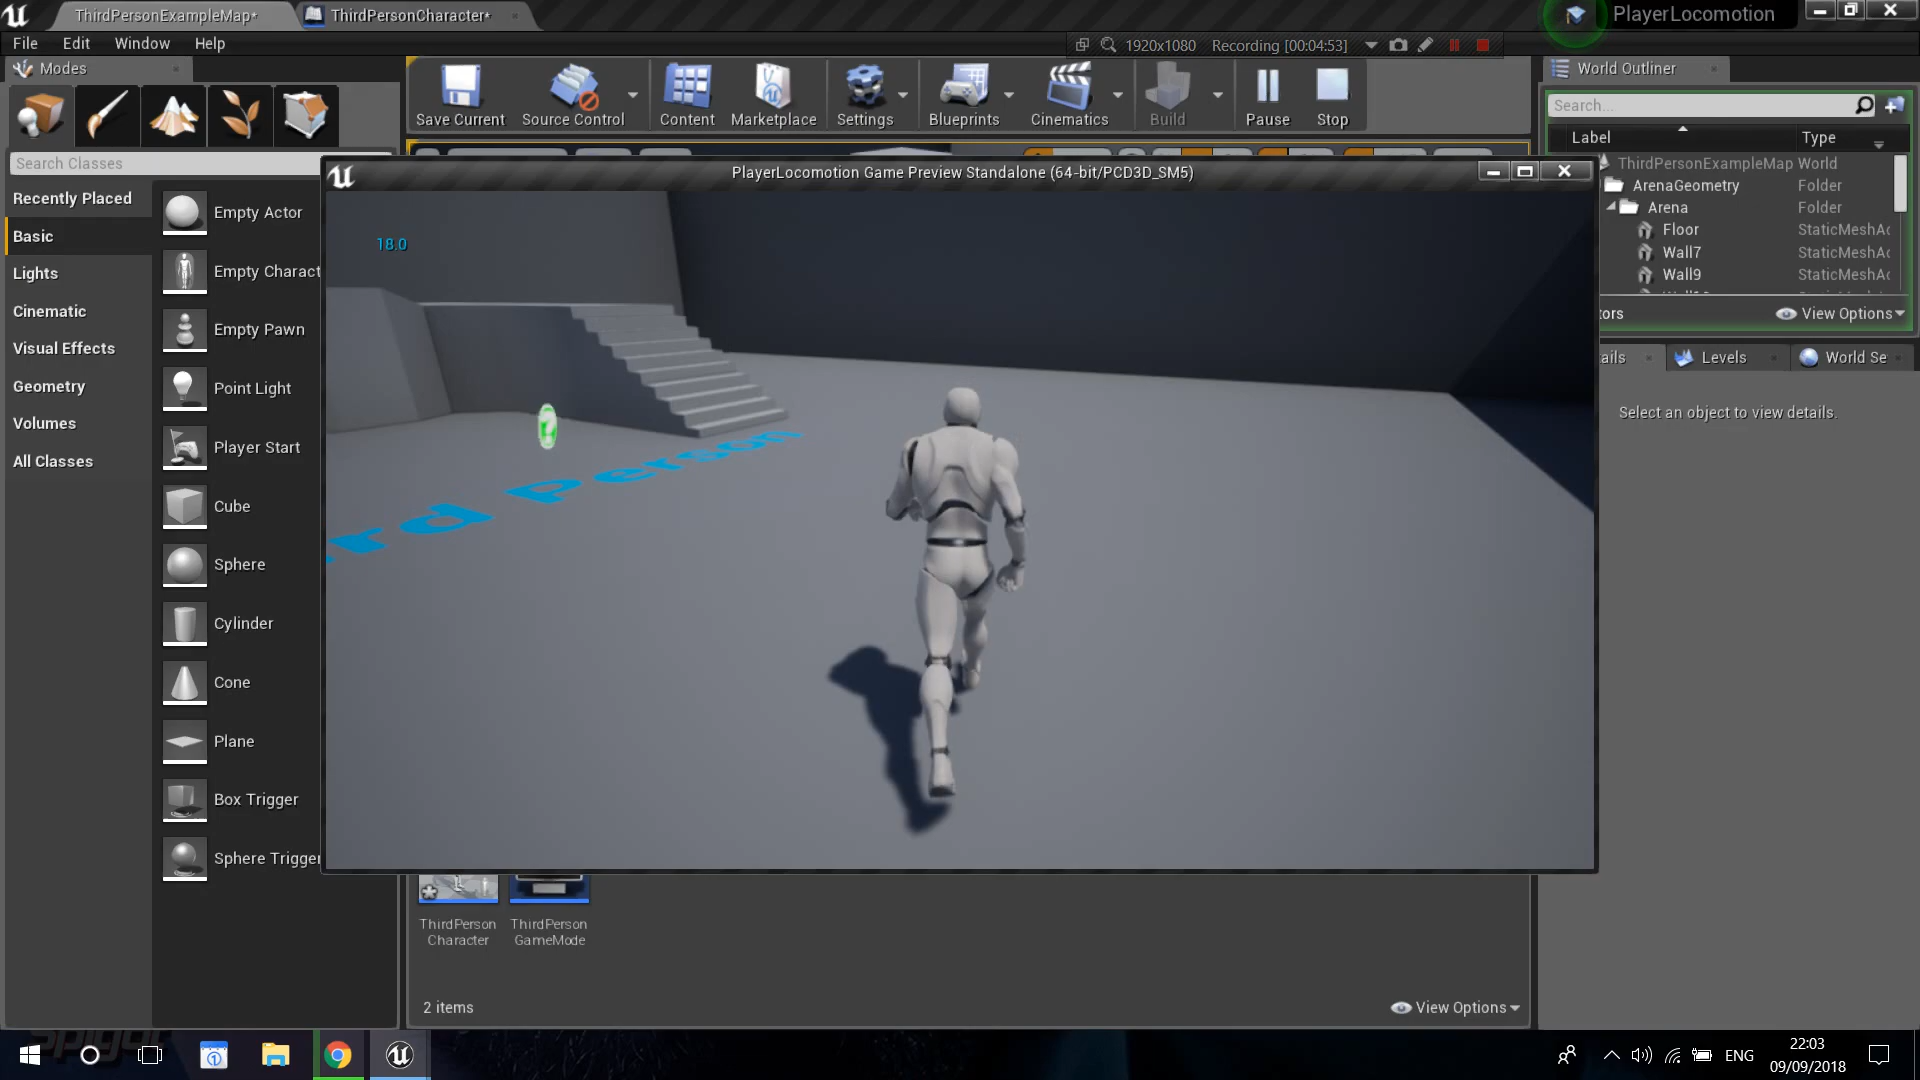 ThirdPersonExampleMap*
ThirdPersonCharacter*
PlayerLocomotion
File Edit Window Help
1920x1080 Recording [00:04:53]
Modes
World Outliner
Save Current
Source Control
Content
Marketplace
Settings
Blueprints
Cinematics
Build
Pause
Stop
Search...
Label
Type
Search Classes
PlayerLocomotion Game Preview Standalone (64-bit/PCD3D_SM5)
ThirdPersonExampleMap World
ArenaGeometry Folder
Arena Folder
Floor StaticMeshAc
Wall7 StaticMeshAc
Wall9 StaticMeshAc
tors
View Options
ails
Levels
World Se
Select an object to view details.
Recently Placed
Basic
Lights
Cinematic
Visual Effects
Geometry
Volumes
All Classes
Empty Actor
Empty Charact
Empty Pawn
Point Light
Player Start
Cube
Sphere
Cylinder
Cone
Plane
Box Trigger
Sphere Trigger
18.0
rd Person
ThirdPerson
Character
ThirdPerson
GameMode
2 items
View Options
ENG
22:03
09/09/2018